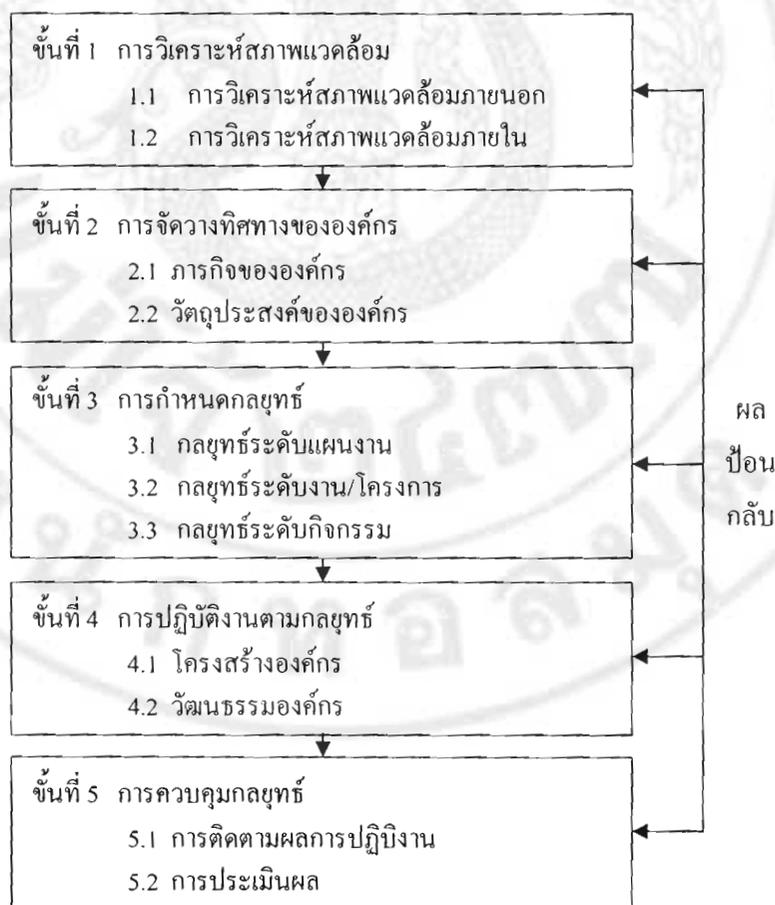 ขั้นที่ 1 การวิเคราะห์สภาพแวดล้อม
1.1 การวิเคราะห์สภาพแวดล้อมภายนอก
1.2 การวิเคราะห์สภาพแวดล้อมภายใน
ขั้นที่ 2 การจัดวางทิศทางขององค์กร
2.1 ภารกิจขององค์กร
2.2 วัตถุประสงค์ขององค์กร
ขั้นที่ 3 การกำหนดกลยุทธ์
3.1 กลยุทธ์ระดับแผนงาน
3.2 กลยุทธ์ระดับงาน/โครงการ
3.3 กลยุทธ์ระดับกิจกรรม
ขั้นที่ 4 การปฏิบัติงานตามกลยุทธ์
4.1 โครงสร้างองค์กร
4.2 วัฒนธรรมองค์กร
ขั้นที่ 5 การควบคุมกลยุทธ์
5.1 การติดตามผลการปฏิบิงาน
5.2 การประเมินผล
ผล
ป้อน
กลับ